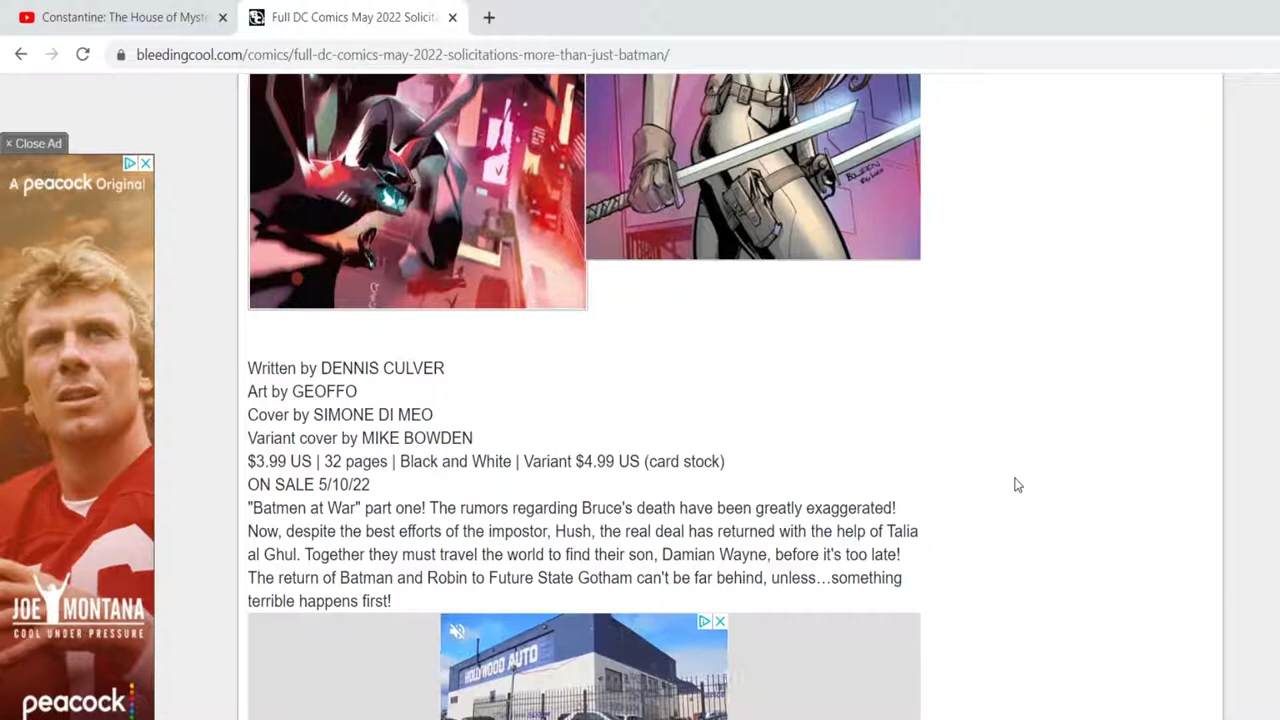 Constantine: The House of Myste
Full DC Comics May 2022 Solicita
bleedingcool.com/comics/full-dc-comics-may-2022-solicitations-more-than-just-batman/
× Close Ad
A peacock Original
Written by DENNIS CULVER
Art by GEOFFO
Cover by SIMONE DI MEO
Variant cover by MIKE BOWDEN
$3.99 US | 32 pages | Black and White | Variant $4.99 US (card stock)
ON SALE 5/10/22
"Batmen at War" part one! The rumors regarding Bruce's death have been greatly exaggerated!
Now, despite the best efforts of the impostor, Hush, the real deal has returned with the help of Talia
al Ghul. Together they must travel the world to find their son, Damian Wayne, before it's too late!
The return of Batman and Robin to Future State Gotham can't be far behind, unless…something
terrible happens first!
JOE MONTANA
COOL UNDER PRESSURE
peacock
HOLLYWOOD AUTO